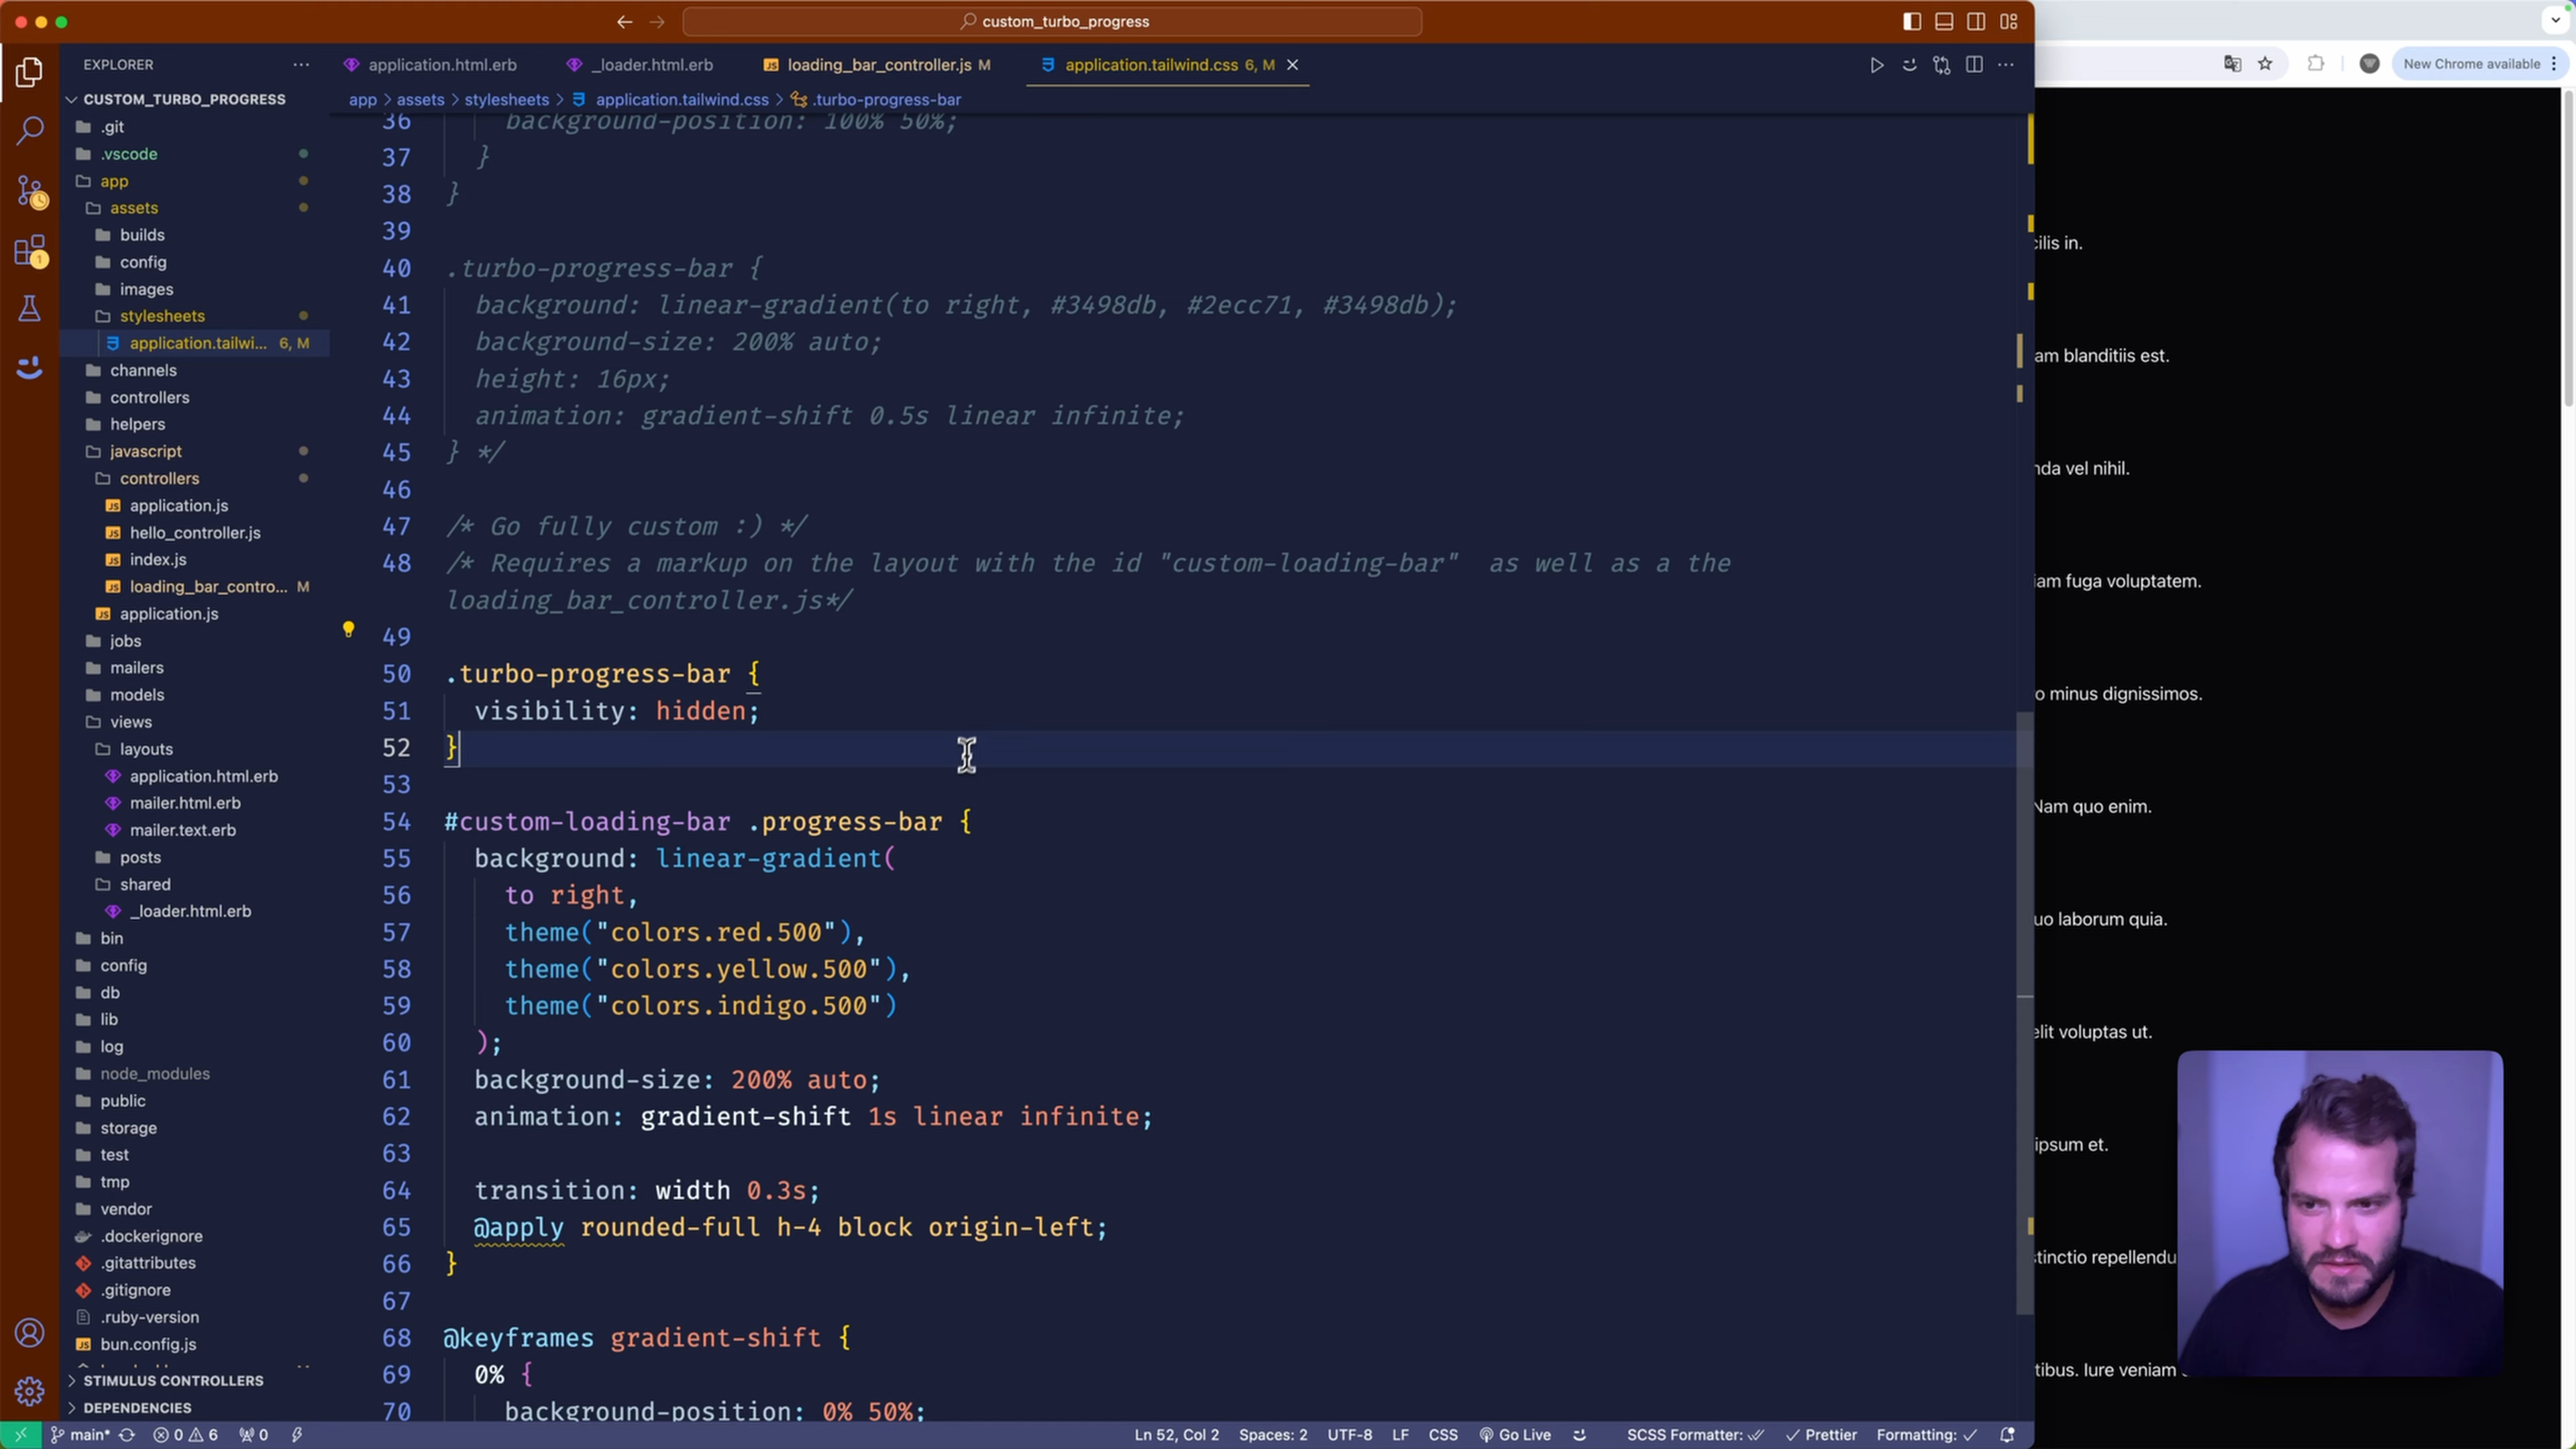 custom_turbo_progress
EXPLORER
application.html.erb
_loader.html.erb
loading_bar_controller.js M
application.tailwind.css 6, M
New Chrome available
CUSTOM_TURBO_PROGRESS
app > assets > stylesheets > application.tailwind.css > .turbo-progress-bar
.git
.vscode
app
assets
builds
config
images
stylesheets
application.tailwi... 6, M
channels
controllers
helpers
javascript
controllers
application.js
hello_controller.js
index.js
loading_bar_contro... M
application.js
jobs
mailers
models
views
layouts
application.html.erb
mailer.html.erb
mailer.text.erb
posts
shared
_loader.html.erb
bin
config
db
lib
log
node_modules
public
storage
test
tmp
vendor
.dockerignore
.gitattributes
.gitignore
.ruby-version
bun.config.js
STIMULUS CONTROLLERS
DEPENDENCIES
36 background-position: 100% 50%;
37 }
38 }
39
40 .turbo-progress-bar {
41 background: linear-gradient(to right, #3498db, #2ecc71, #3498db);
42 background-size: 200% auto;
43 height: 16px;
44 animation: gradient-shift 0.5s linear infinite;
45 } */
46
47 /* Go fully custom :) */
48 /* Requires a markup on the layout with the id "custom-loading-bar"  as well as a the
loading_bar_controller.js*/
49
50 .turbo-progress-bar {
51 visibility: hidden;
52 }
53
54 #custom-loading-bar .progress-bar {
55 background: linear-gradient(
56 to right,
57 theme("colors.red.500"),
58 theme("colors.yellow.500"),
59 theme("colors.indigo.500")
60 );
61 background-size: 200% auto;
62 animation: gradient-shift 1s linear infinite;
63
64 transition: width 0.3s;
65 @apply rounded-full h-4 block origin-left;
66 }
67
68 @keyframes gradient-shift {
69 0% {
70 background-position: 0% 50%;
cilis in.
am blanditiis est.
nda vel nihil.
iam fuga voluptatem.
o minus dignissimos.
Nam quo enim.
uo laborum quia.
elit voluptas ut.
ipsum et.
stinctio repellendu
tibus. Iure veniam
main* 0 6 0
Ln 52, Col 2 Spaces: 2 UTF-8 LF CSS Go Live SCSS Formatter: Prettier Formatting: